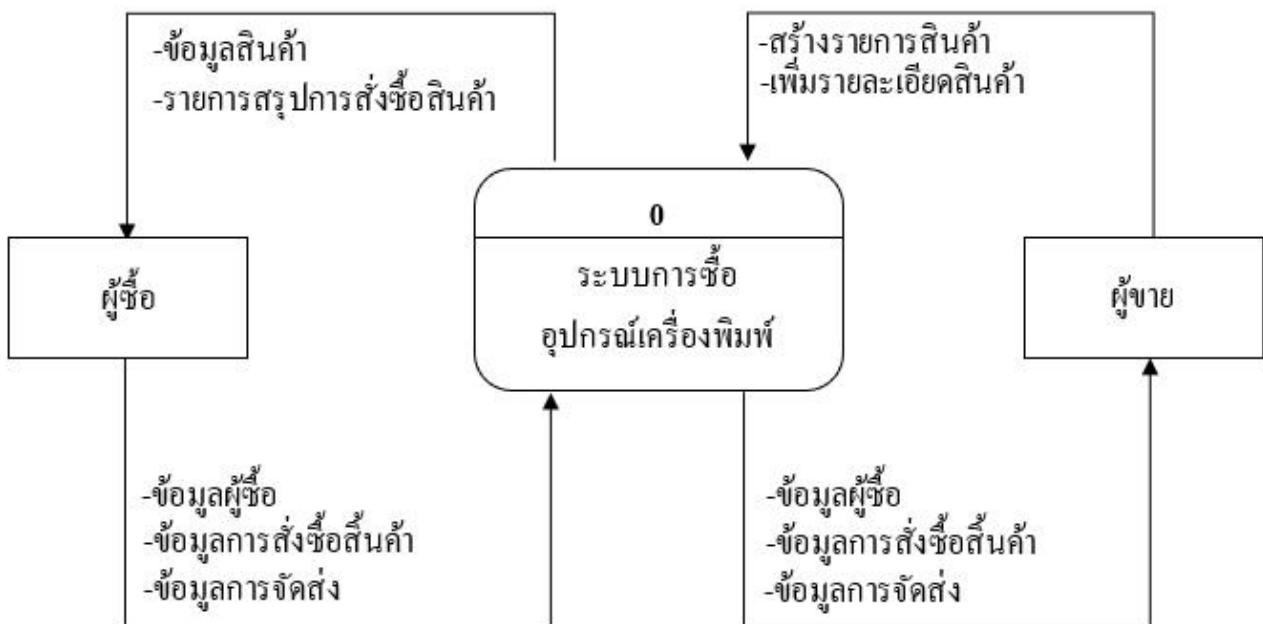 -ข้อมูลสินค้า
-รายการสรุปการสั่งซื้อสินค้า
-สร้างรายการสินค้า
-เพิ่มรายละเอียดสินค้า
0
ระบบการซื้อ
อุปกรณ์เครื่องพิมพ์
ผู้ซื้อ
ผู้ขาย
-ข้อมูลผู้ซื้อ
-ข้อมูลการสั่งซื้อสิ้นค้า
-ข้อมูลการจัดส่ง
-ข้อมูลผู้ซื้อ
-ข้อมูลการสั่งซื้อสิ้นค้า
-ข้อมูลการจัดส่ง